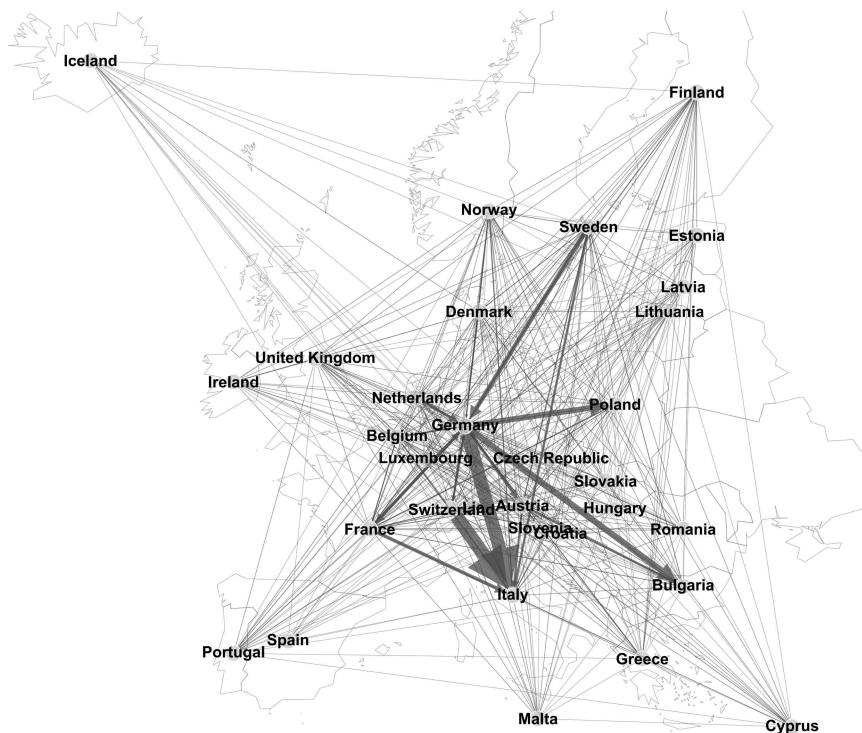 Iceland
Finland
Norway
Sweden
Estonia
Latvia
Denmark
Lithuania
United Kingdom
Ireland
Netherlands
Poland
Germany
Belgium
Luxembourg
Czech Republic
Slovakia
Switzerland
Austria
Hungary
France
Slovenia
Croatia
Romania
Bulgaria
Italy
Spain
Portugal
Greece
Malta
Cyprus